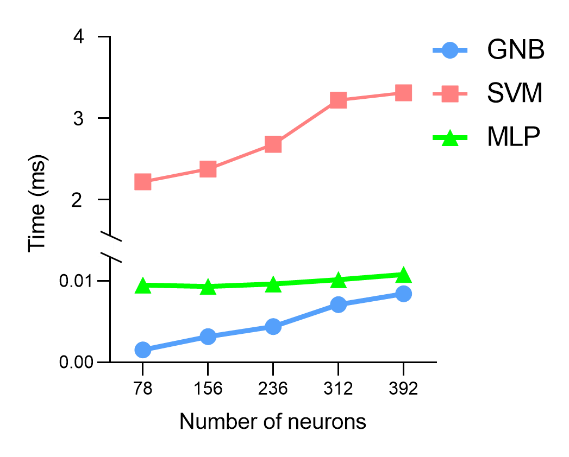 4
3
2
0.01
0.00
Time (ms)
78 156 236 312 392
Number of neurons
GNB
SVM
MLP